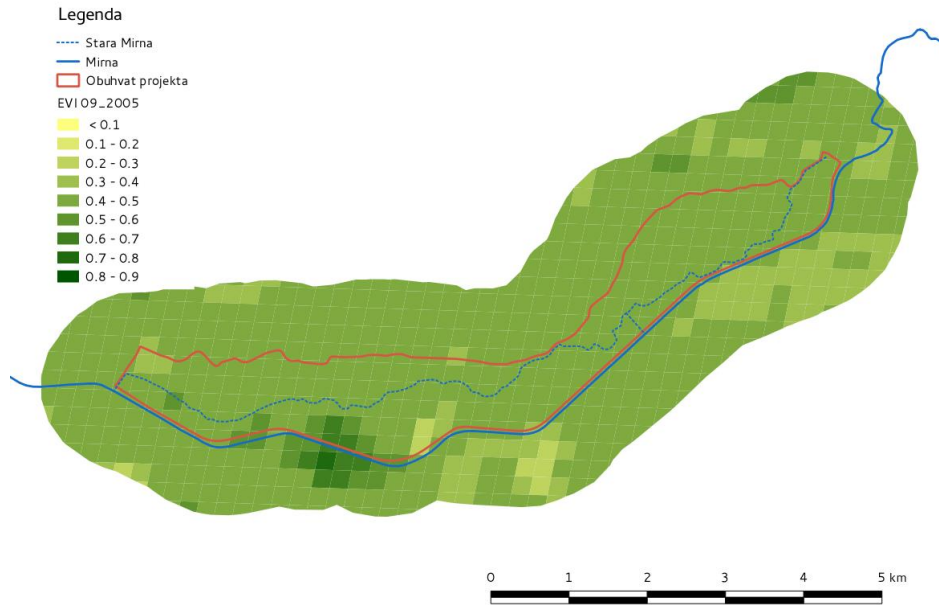 Legenda
Stara Mirna
Mirna
Obuhvat projekta
EVI 09_2005
< 0.1
0.1 - 0.2
0.2 - 0.3
0.3 - 0.4
0.4 - 0.5
0.5 - 0.6
0.6 - 0.7
0.7 - 0.8
0.8 - 0.9
0 1 2 3 4 5 km